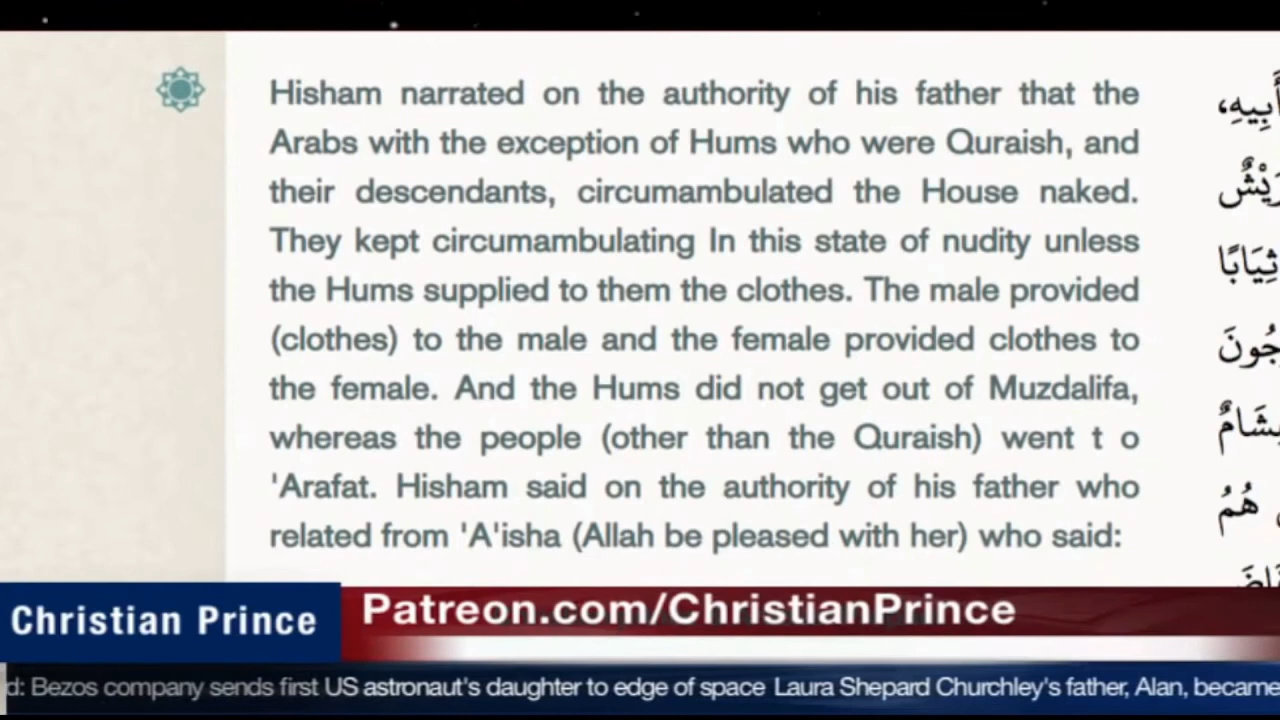 Hisham narrated on the authority of his father that the
Arabs with the exception of Hums who were Quraish, and
their descendants, circumambulated the House naked.
They kept circumambulating In this state of nudity unless
the Hums supplied to them the clothes. The male provided
(clothes) to the male and the female provided clothes to
the female. And the Hums did not get out of Muzdalifa,
whereas the people (other than the Quraish) went t o
'Arafat. Hisham said on the authority of his father who
related from 'A'isha (Allah be pleased with her) who said:
أَبِيهِ،
ثِيَابًا
هُمُ
Christian Prince
Patreon.com/ChristianPrince
d: Bezos company sends first US astronaut's daughter to edge of space Laura Shepard Churchley's father, Alan, became